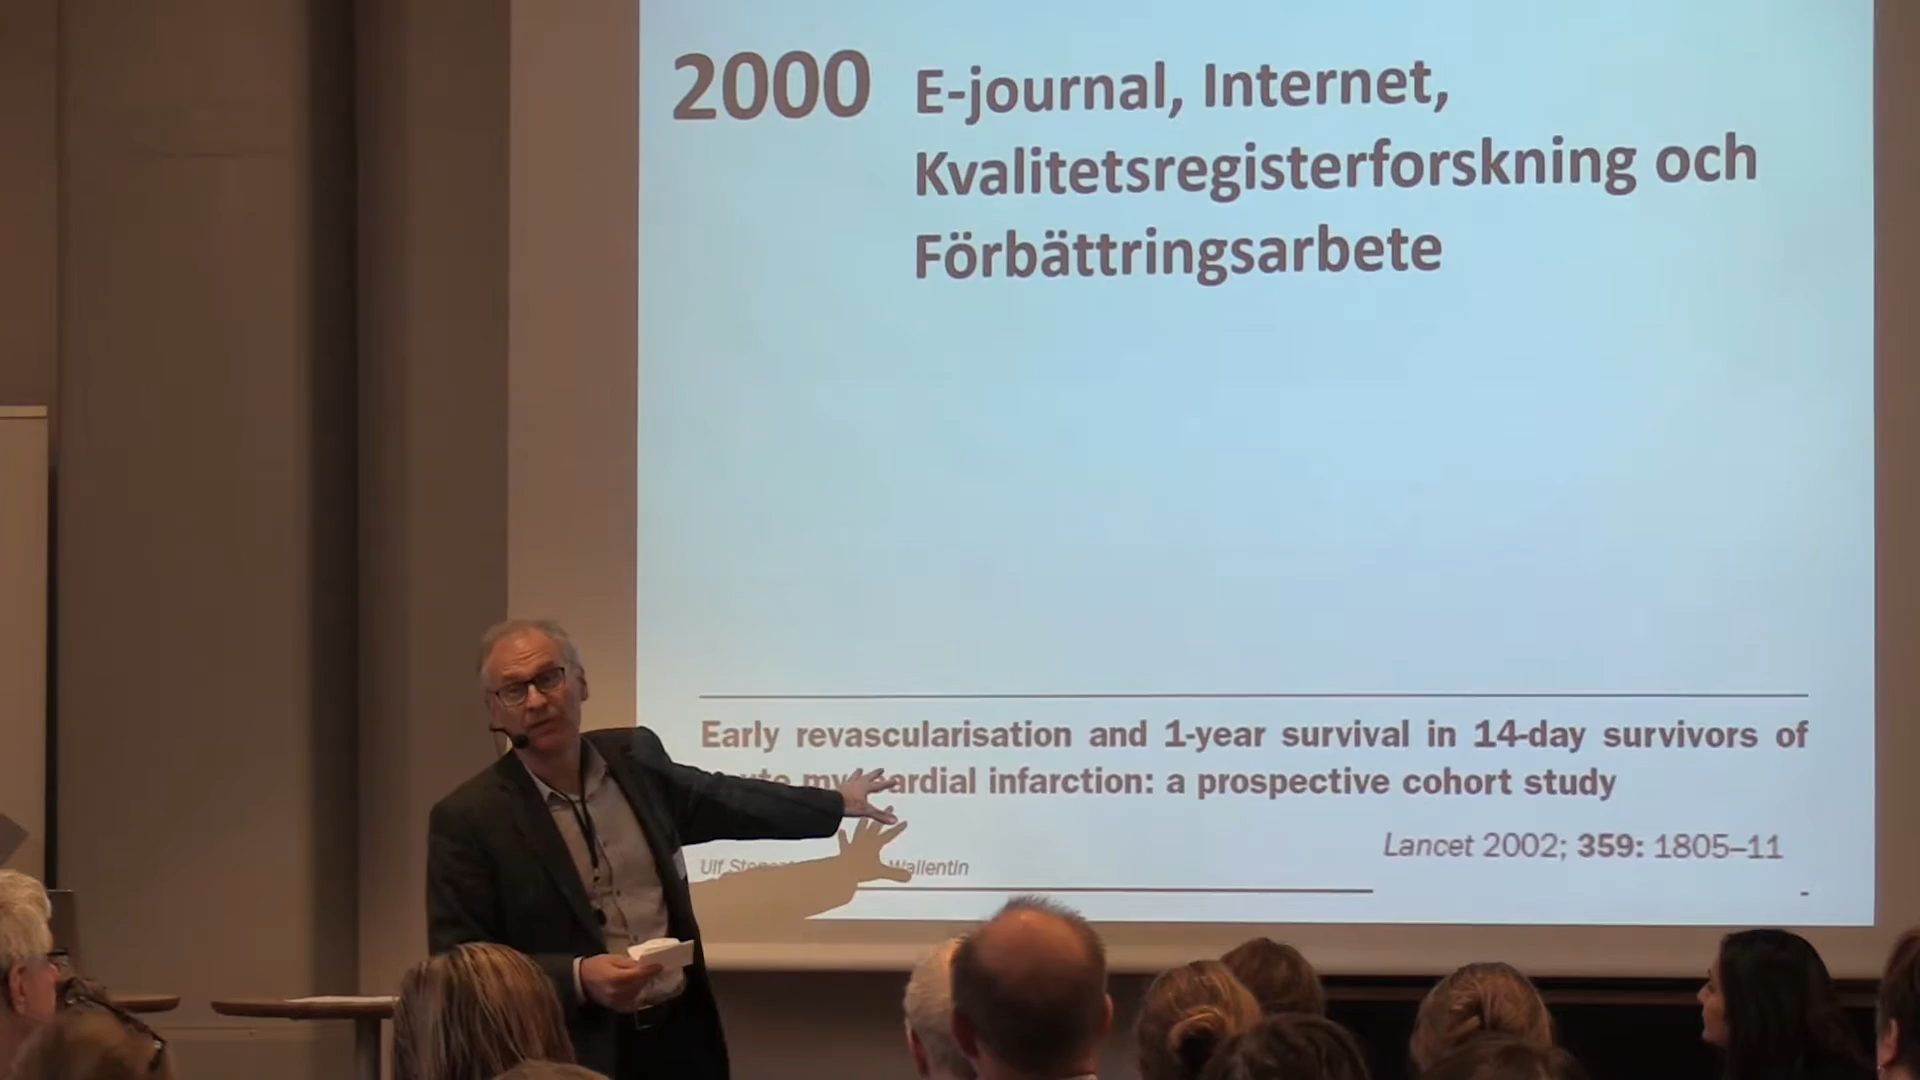 2000 E-journal, Internet,
Kvalitetsregisterforskning och
Förbättringsarbete
Early revascularisation and 1-year survival in 14-day survivors of
infarction: a prospective cohort study
Lancet 2002; 359: 1805–11
Ulf Wallentin